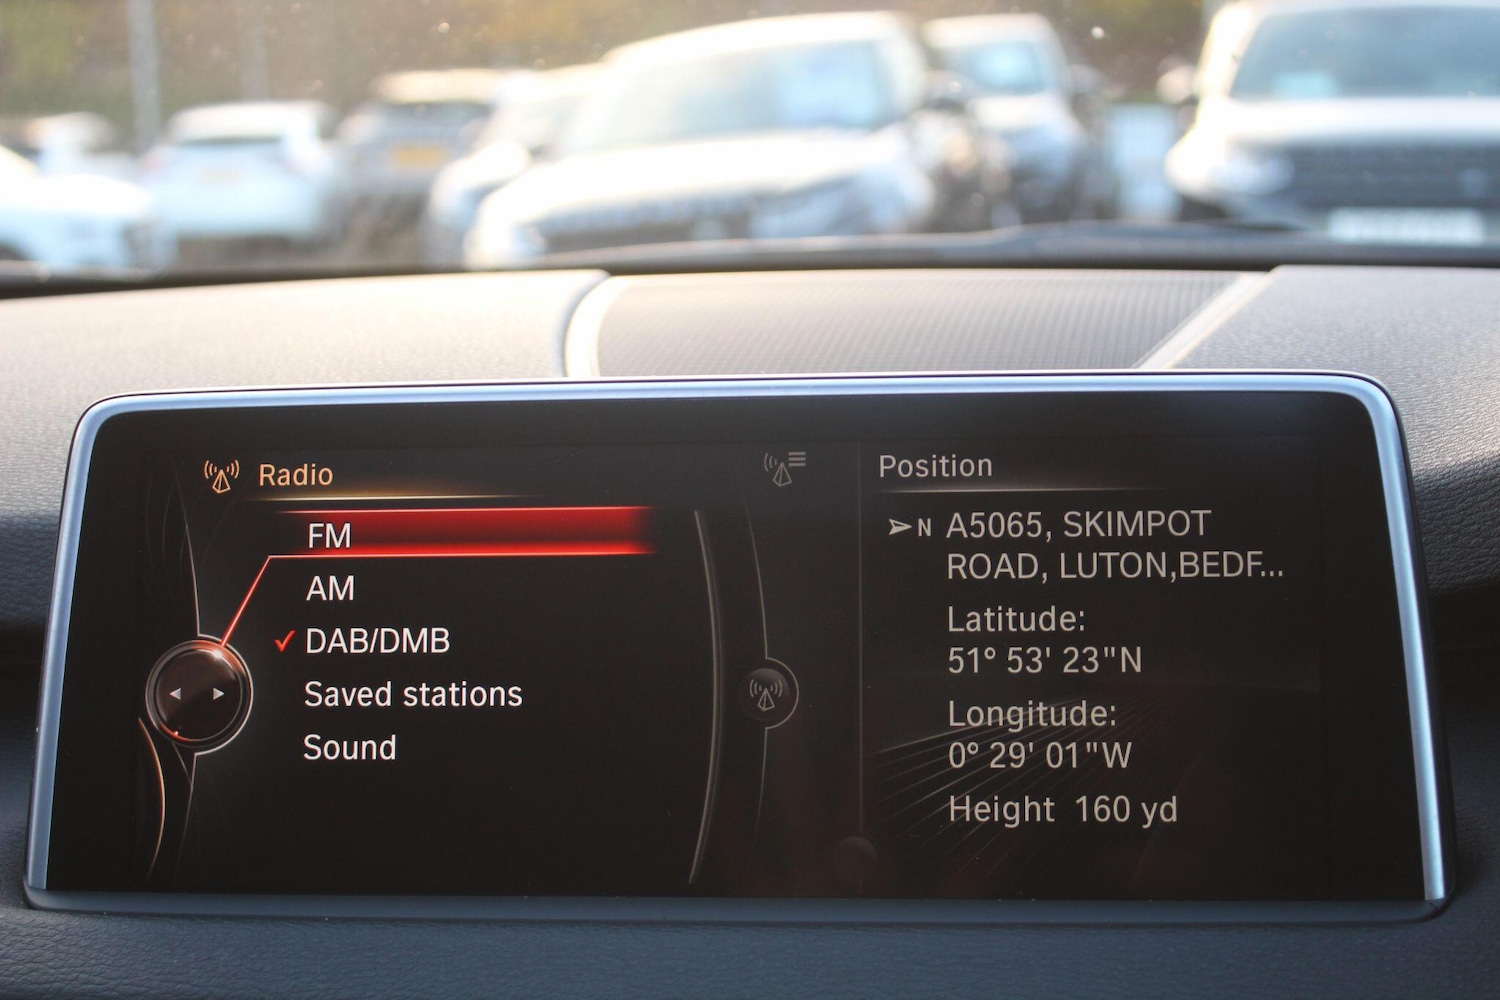 Radio
FM
AM
DAB/DMB
Saved stations
Sound
Position
N A5065, SKIMPOT
ROAD, LUTON,BEDF...
Latitude:
51° 53' 23"N
Longitude:
0° 29' 01"W
Height 160 yd